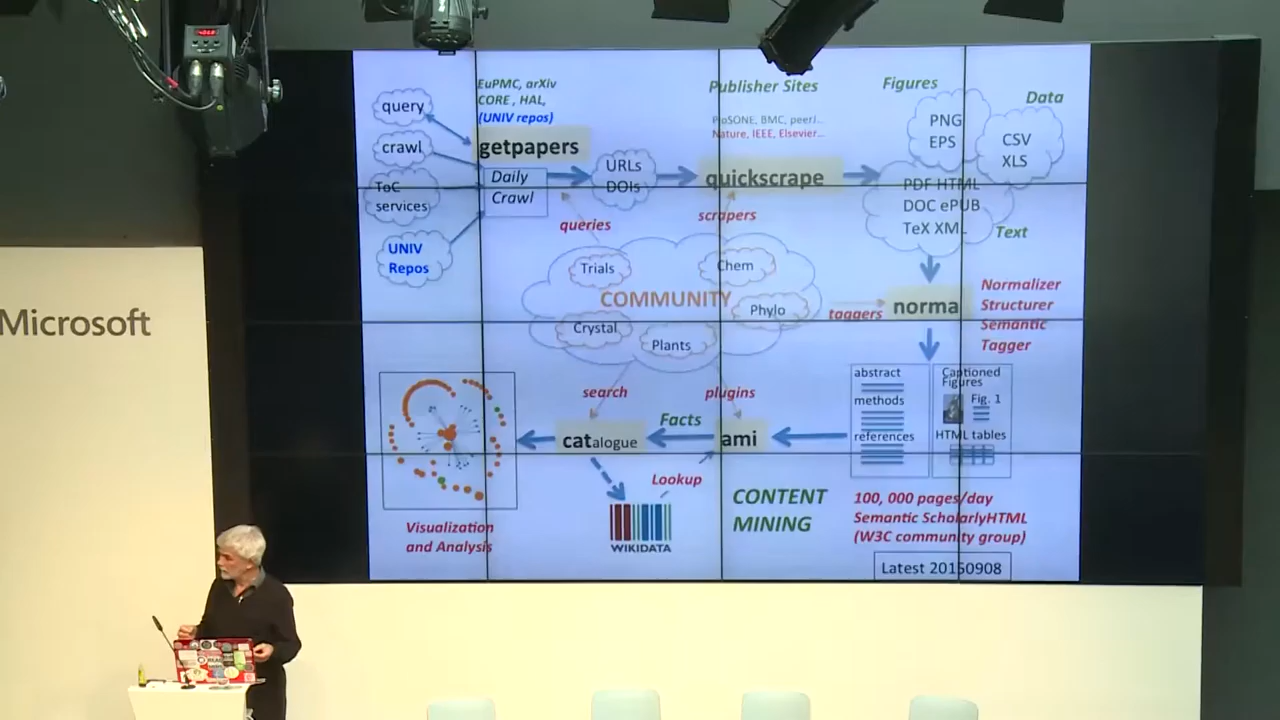 Microsoft
query
crawl
ToC
services
UNIV
Repos
EuPMC, arXiv
CORE , HAL,
(UNIV repos)
getpapers
Daily
Crawl
URLs
DOIs
queries
Publisher Sites
PloSONE, BMC, peerJ...
Nature, IEEE, Elsevier...
quickscrape
scrapers
Figures
PNG
EPS
Data
CSV
XLS
PDF HTML
DOC ePUB
TeX XML
Text
Trials
Chem
COMMUNITY
Phylo
Crystal
Plants
taggers
norma
Normalizer
Structurer
Semantic
Tagger
abstract
methods
references
Captioned
Figures
Fig. 1
HTML tables
search
plugins
Facts
catalogue
ami
Lookup
WIKIDATA
CONTENT
MINING
Visualization
and Analysis
100, 000 pages/day
Semantic ScholarlyHTML
(W3C community group)
Latest 20150908